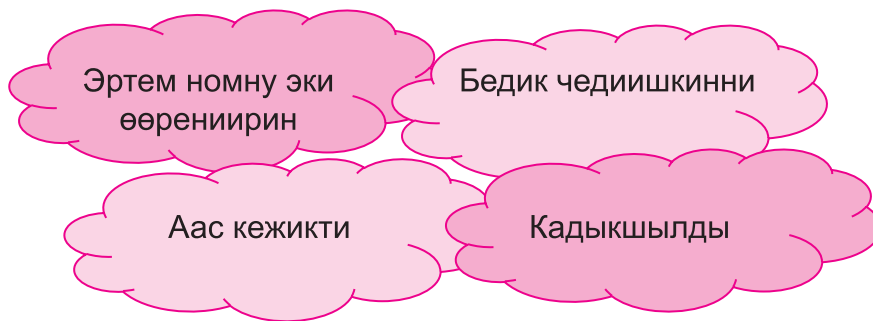 Эртем номну эки
өөрениирин
Бедик чедиишкинни
Аас кежикти
Кадыкшылды